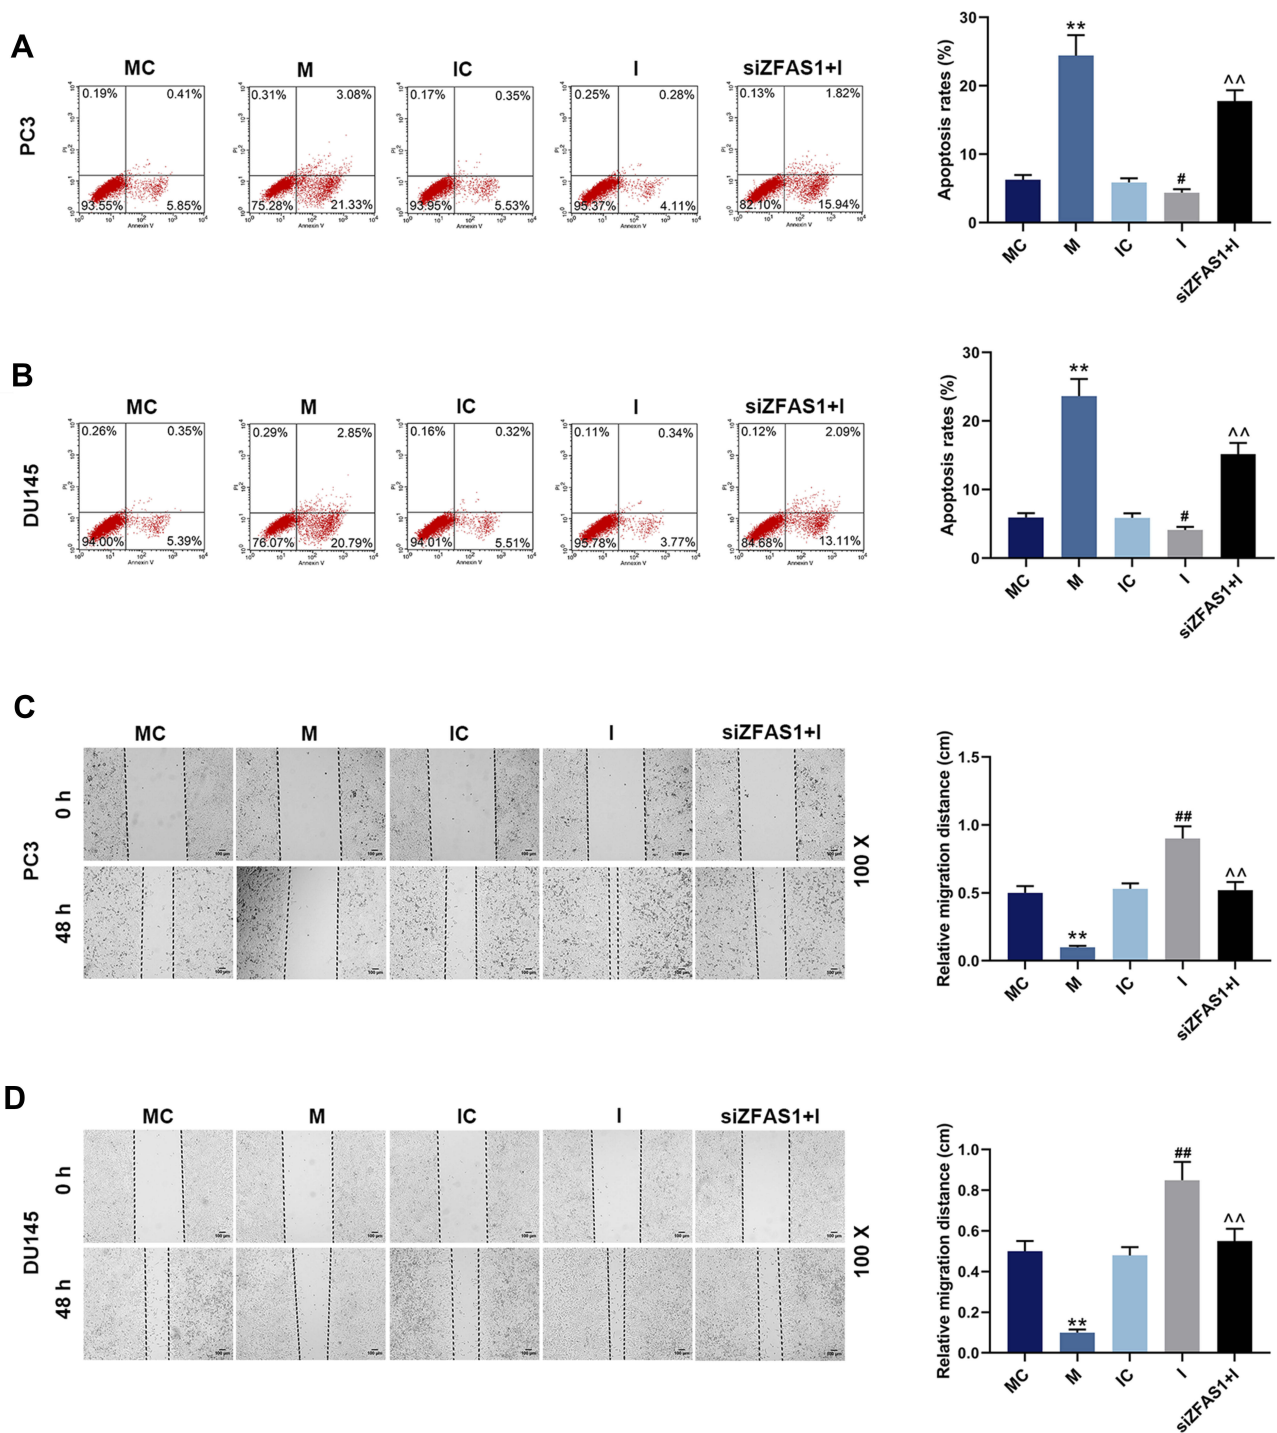 A
MC M IC I siZFAS1+I
PC3
0.19% 0.41%
93.55% 5.85%
0.31% 3.08%
75.28% 21.33%
0.17% 0.35%
93.95% 5.53%
0.25% 0.28%
95.37% 4.11%
0.13% 1.82%
82.10% 15.94%
PI
Annexin V
Apoptosis rates (%)
30
20
10
0
**
#
^^
MC M IC I siZFAS1+I
B
MC M IC I siZFAS1+I
DU145
0.26% 0.35%
94.00% 5.39%
0.29% 2.85%
76.07% 20.79%
0.16% 0.32%
94.01% 5.51%
0.11% 0.34%
95.78% 3.77%
0.12% 2.09%
84.68% 13.11%
PI
Annexin V
Apoptosis rates (%)
30
20
10
0
**
#
^^
MC M IC I siZFAS1+I
C
MC M IC I siZFAS1+I
PC3
0 h
48 h
100 X
100 μm
Relative migration distance (cm)
1.5
1.0
0.5
0.0
**
##
^^
MC M IC I siZFAS1+I
D
MC M IC I siZFAS1+I
DU145
0 h
48 h
100 X
100 μm
Relative migration distance (cm)
1.0
0.8
0.6
0.4
0.2
0.0
**
##
^^
MC M IC I siZFAS1+I